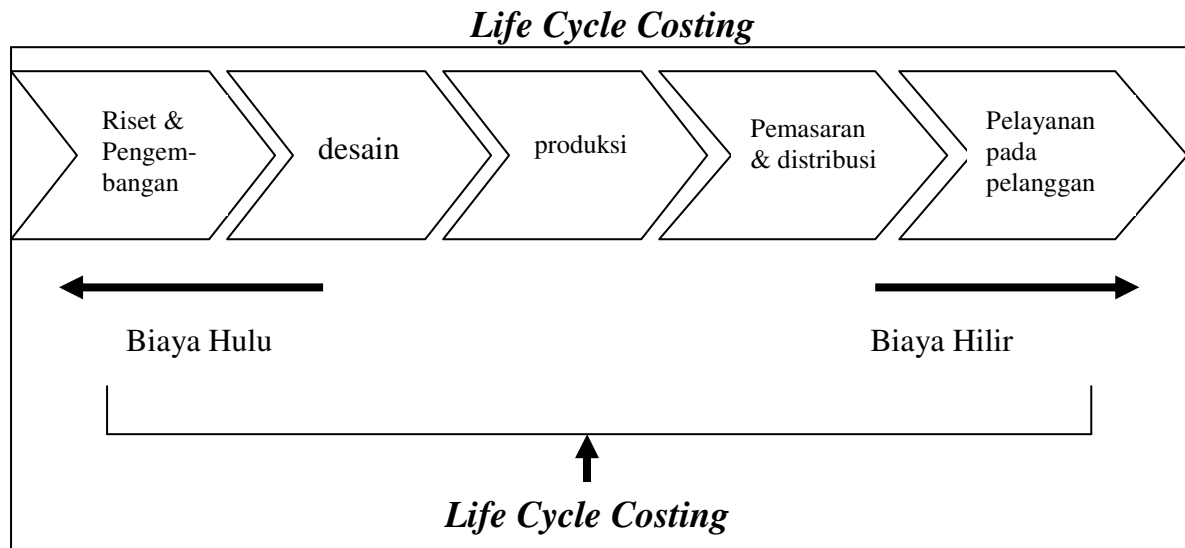 Life Cycle Costing
Riset &
Pengem-
bangan
desain
produksi
Pemasaran
& distribusi
Pelayanan
pada
pelanggan
Biaya Hulu
Biaya Hilir
Life Cycle Costing